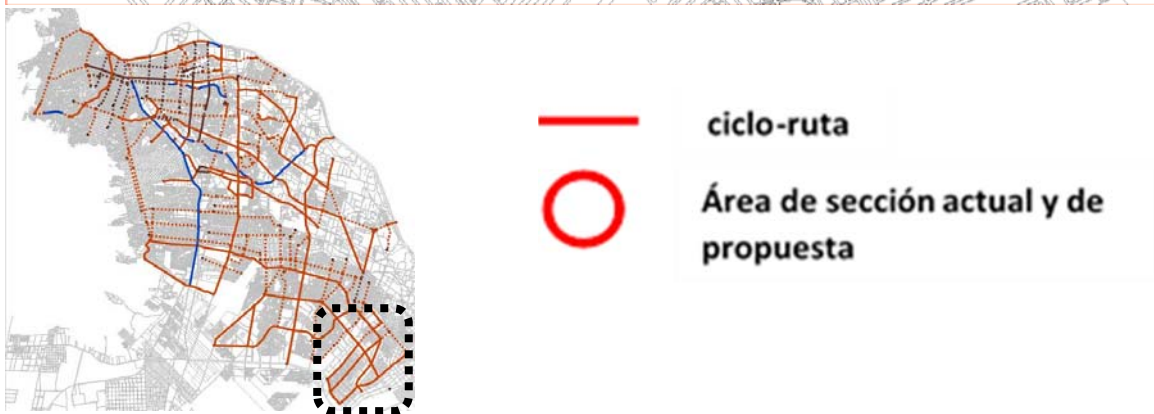 ciclo-ruta
Área de sección actual y de
propuesta